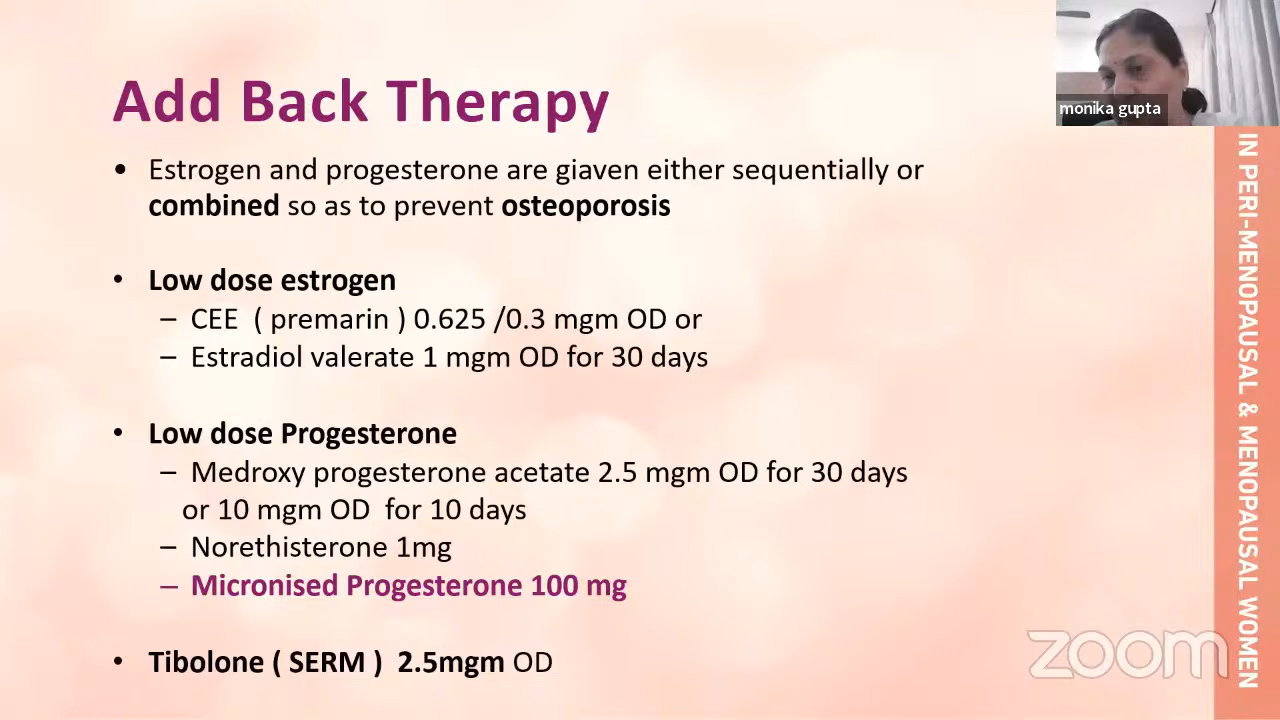 monika gupta
Add Back Therapy
• Estrogen and progesterone are giaven either sequentially or
combined so as to prevent osteoporosis
• Low dose estrogen
– CEE ( premarin ) 0.625 /0.3 mgm OD or
– Estradiol valerate 1 mgm OD for 30 days
• Low dose Progesterone
– Medroxy progesterone acetate 2.5 mgm OD for 30 days
or 10 mgm OD for 10 days
– Norethisterone 1mg
– Micronised Progesterone 100 mg
• Tibolone ( SERM ) 2.5mgm OD
IN PERI-MENOPAUSAL & MENOPAUSAL WOMEN
zoom